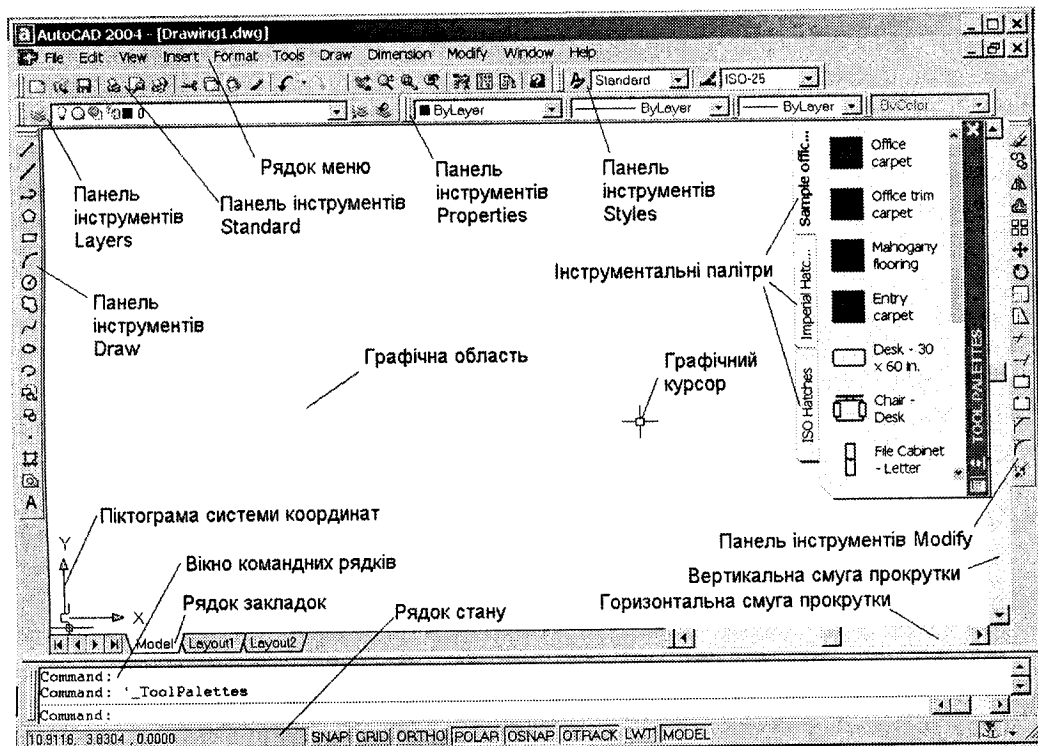 AutoCAD 2004 - [Drawing1.dwg]
File Edit View Insert Format Tools Draw Dimension Modify Window Help
Standard ISO-25
ByLayer ByLayer ByLayer ByColor
Рядок меню
Панель
інструментів
Layers
Панель інструментів
Standard
Панель
інструментів
Properties
Панель
інструментів
Styles
Панель
інструментів
Draw
Інструментальні палітри
Графічна область
Графічний
курсор
Sample offic...
Imperial Hatc...
ISO Hatches
Office
carpet
Office trim
carpet
Mahogany
flooring
Entry
carpet
Desk - 30
x 60 in.
Chair -
Desk
File Cabinet
- Letter
TOOL PALETTES
A
Піктограма системи координат
Y
X
Вікно командних рядків
Рядок закладок
Рядок стану
Панель інструментів Modify
Вертикальна смуга прокрутки
Горизонтальна смуга прокрутки
Model Layout1 Layout2
Command:
Command: '_ToolPalettes
Command:
10.9116, 3.8304, 0.0000 SNAP GRID ORTHO POLAR OSNAP OTRACK LWT MODEL